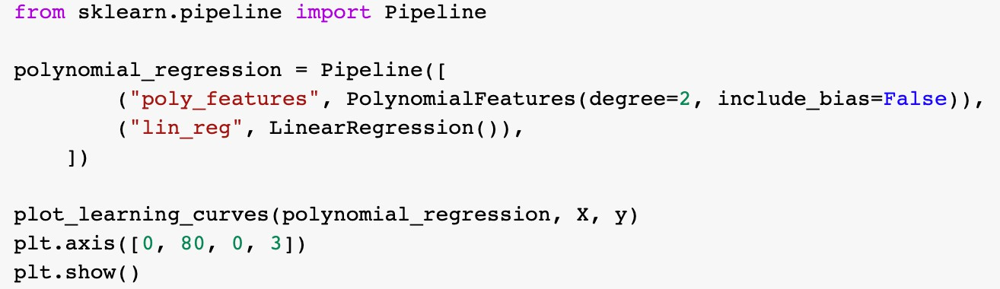 from sklearn.pipeline import Pipeline
polynomial_regression = Pipeline([
        ("poly_features", PolynomialFeatures(degree=2, include_bias=False)),
        ("lin_reg", LinearRegression()),
    ])
plot_learning_curves(polynomial_regression, X, y)
plt.axis([0, 80, 0, 3])
plt.show()